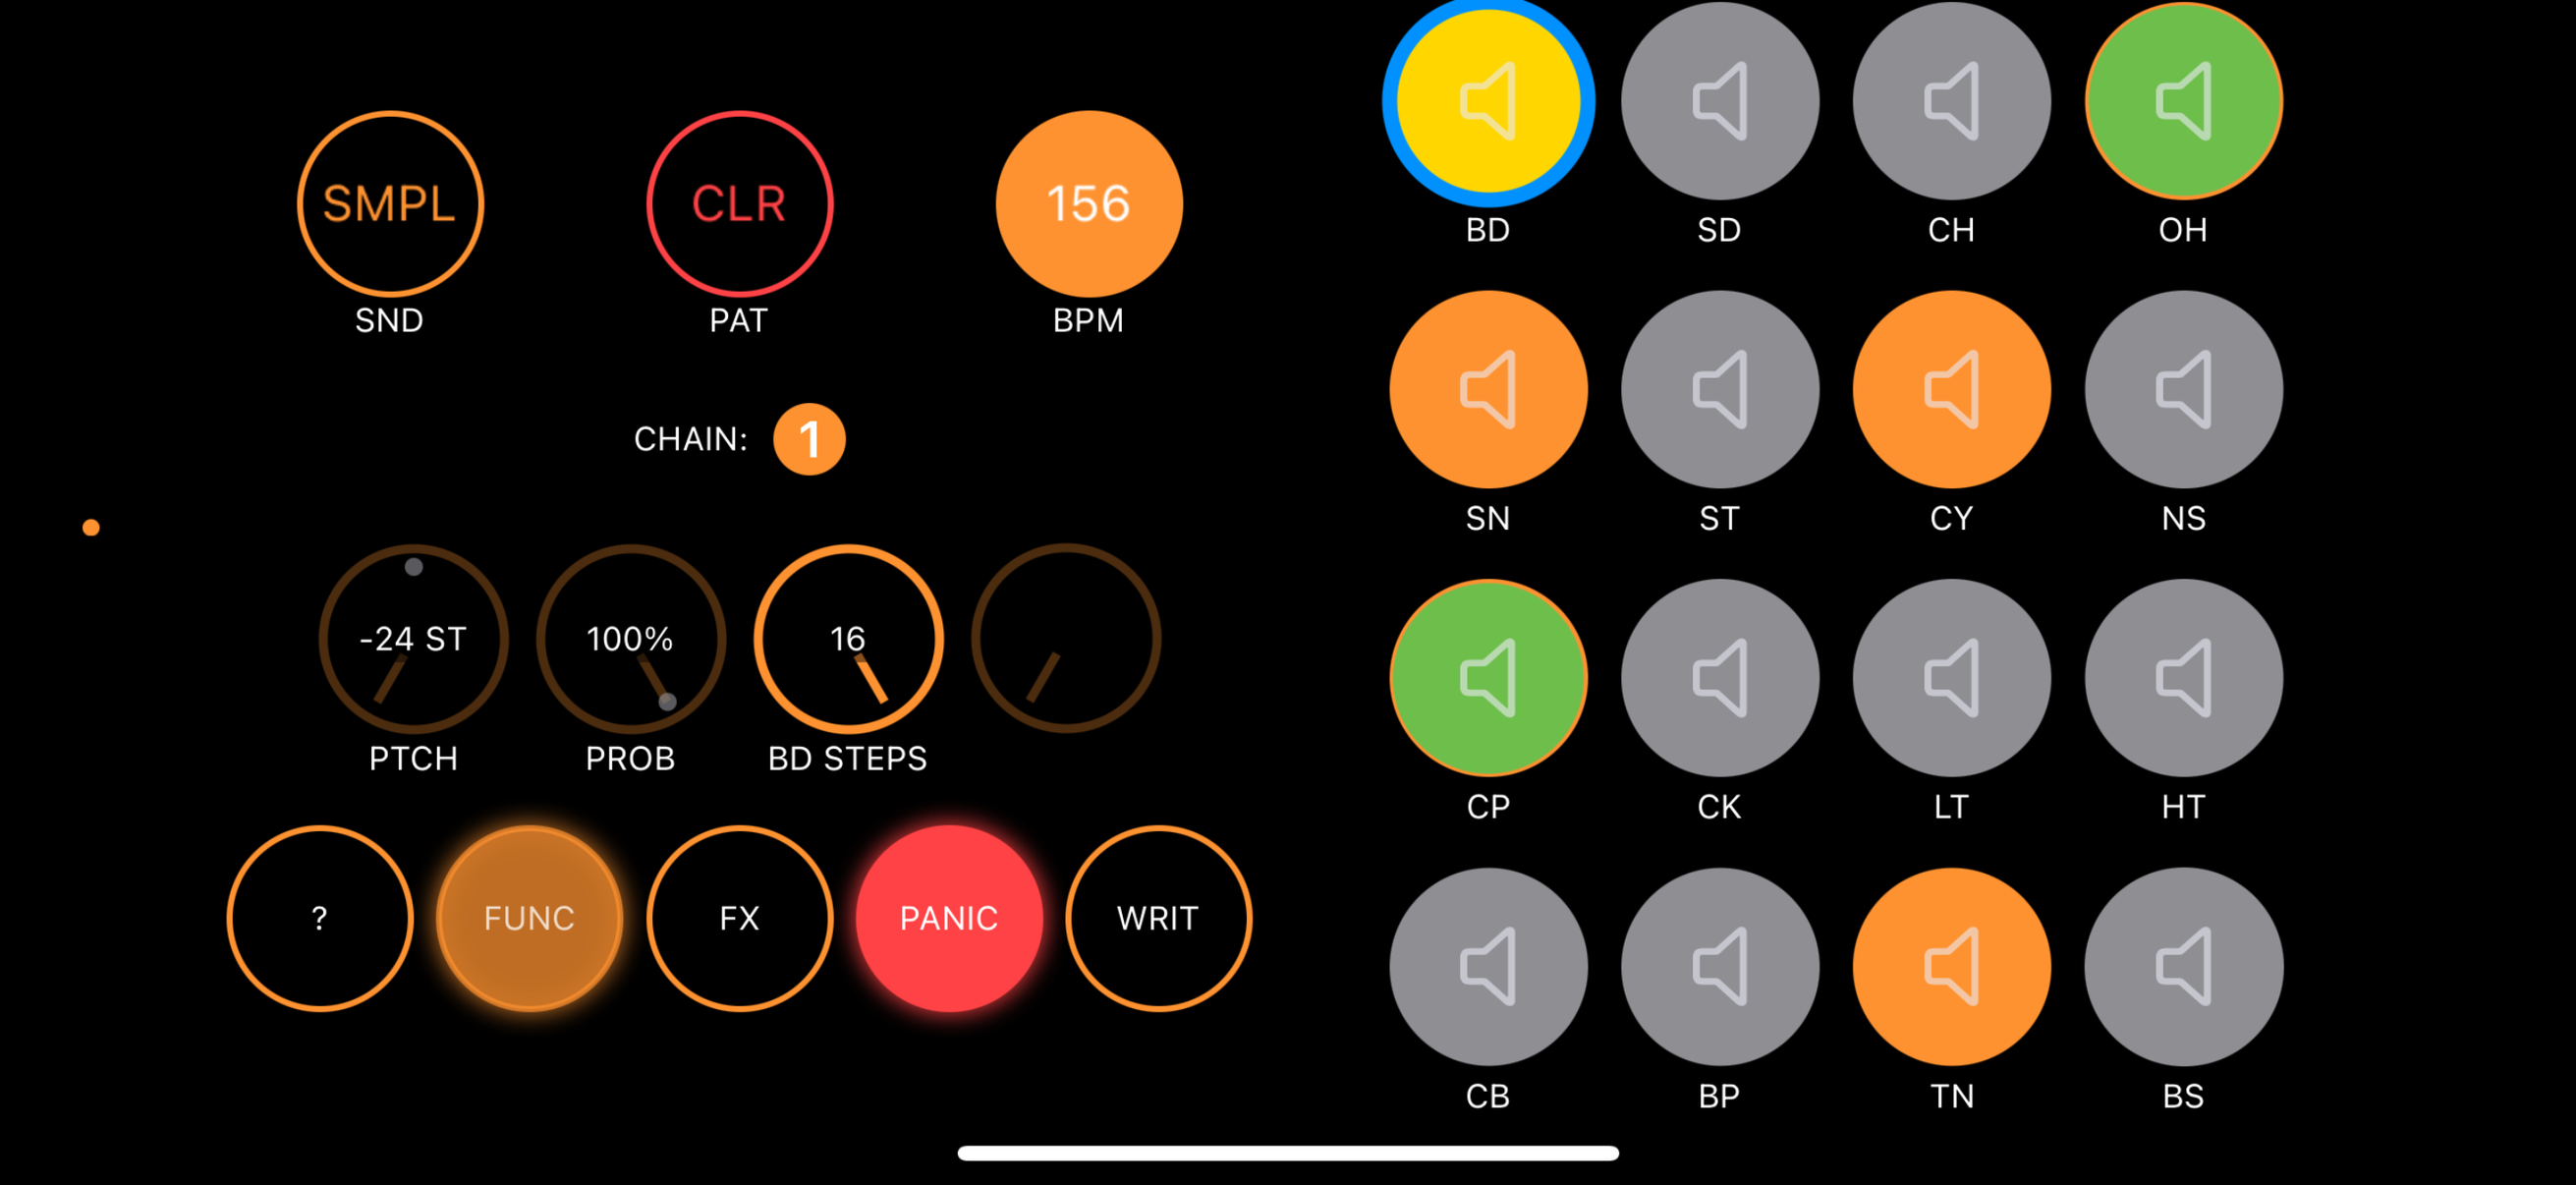 SMPL
SND
CLR
PAT
156
BPM
CHAIN: 1
-24 ST
PTCH
100%
PROB
16
BD STEPS
?
FUNC
FX
PANIC
WRIT
BD
SD
CH
OH
SN
ST
CY
NS
CP
CK
LT
HT
CB
BP
TN
BS